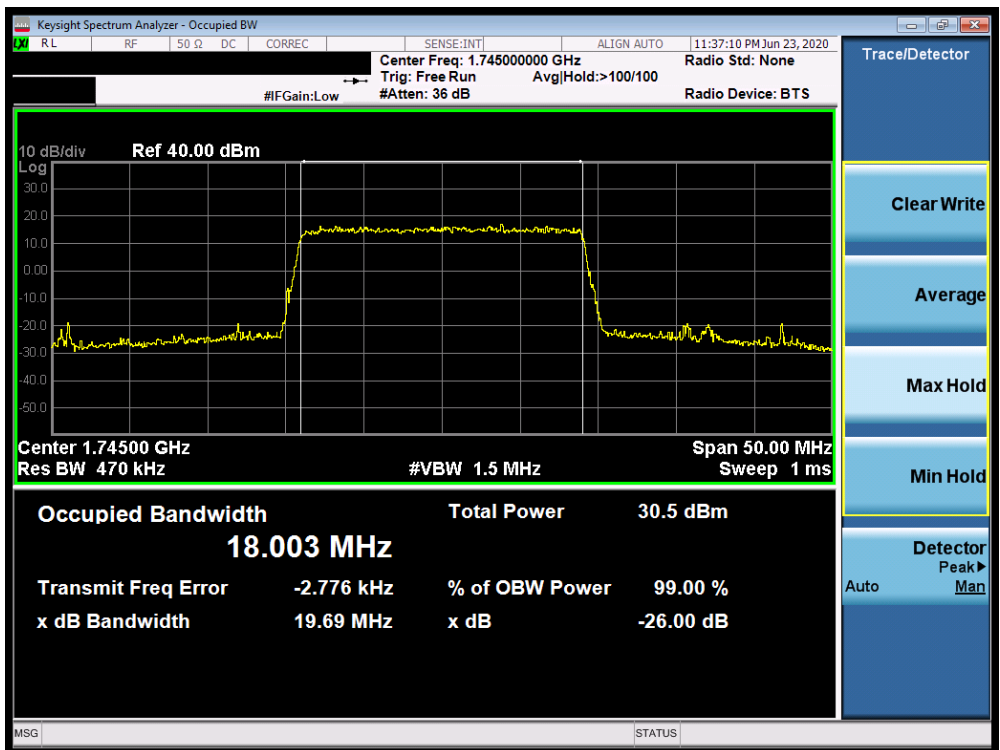 Keysight Spectrum Analyzer - Occupied BW
LXI RL RF 50 Ω DC CORREC SENSE:INT ALIGN AUTO 11:37:10 PM Jun 23, 2020
Center Freq: 1.745000000 GHz Radio Std: None
Trig: Free Run Avg|Hold:>100/100
#IFGain:Low #Atten: 36 dB Radio Device: BTS
Trace/Detector
10 dB/div Ref 40.00 dBm
Log
30.0
20.0
10.0
0.00
-10.0
-20.0
-30.0
-40.0
-50.0
Center 1.74500 GHz Span 50.00 MHz
Res BW 470 kHz #VBW 1.5 MHz Sweep 1 ms
Occupied Bandwidth Total Power 30.5 dBm
18.003 MHz
Transmit Freq Error -2.776 kHz % of OBW Power 99.00 %
x dB Bandwidth 19.69 MHz x dB -26.00 dB
Clear Write
Average
Max Hold
Min Hold
Detector
Peak▶
Auto Man
MSG STATUS